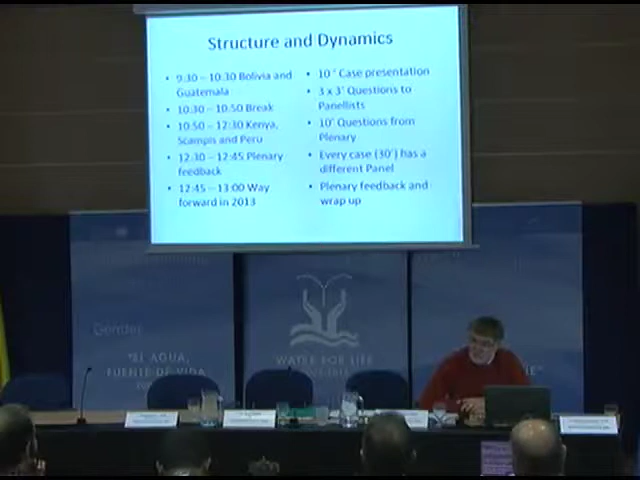 Structure and Dynamics
• 9:30 – 10:30 Bolivia and
Guatemala
• 10:30 – 10:50 Break
• 10:50 – 12:30 Kenya,
Scampis and Peru
• 12:30 – 12:45 Plenary
feedback
• 12:45 – 13:00 Way
forward in 2013
• 10´ Case presentation
• 3 x 3´ Questions to
Panellists
• 10´ Questions from
Plenary
• Every case (30´) has a
different Panel
• Plenary feedback and
wrap up
Gender
"EL AGUA,
FUENTE DE VIDA
WATER FOR LIFE